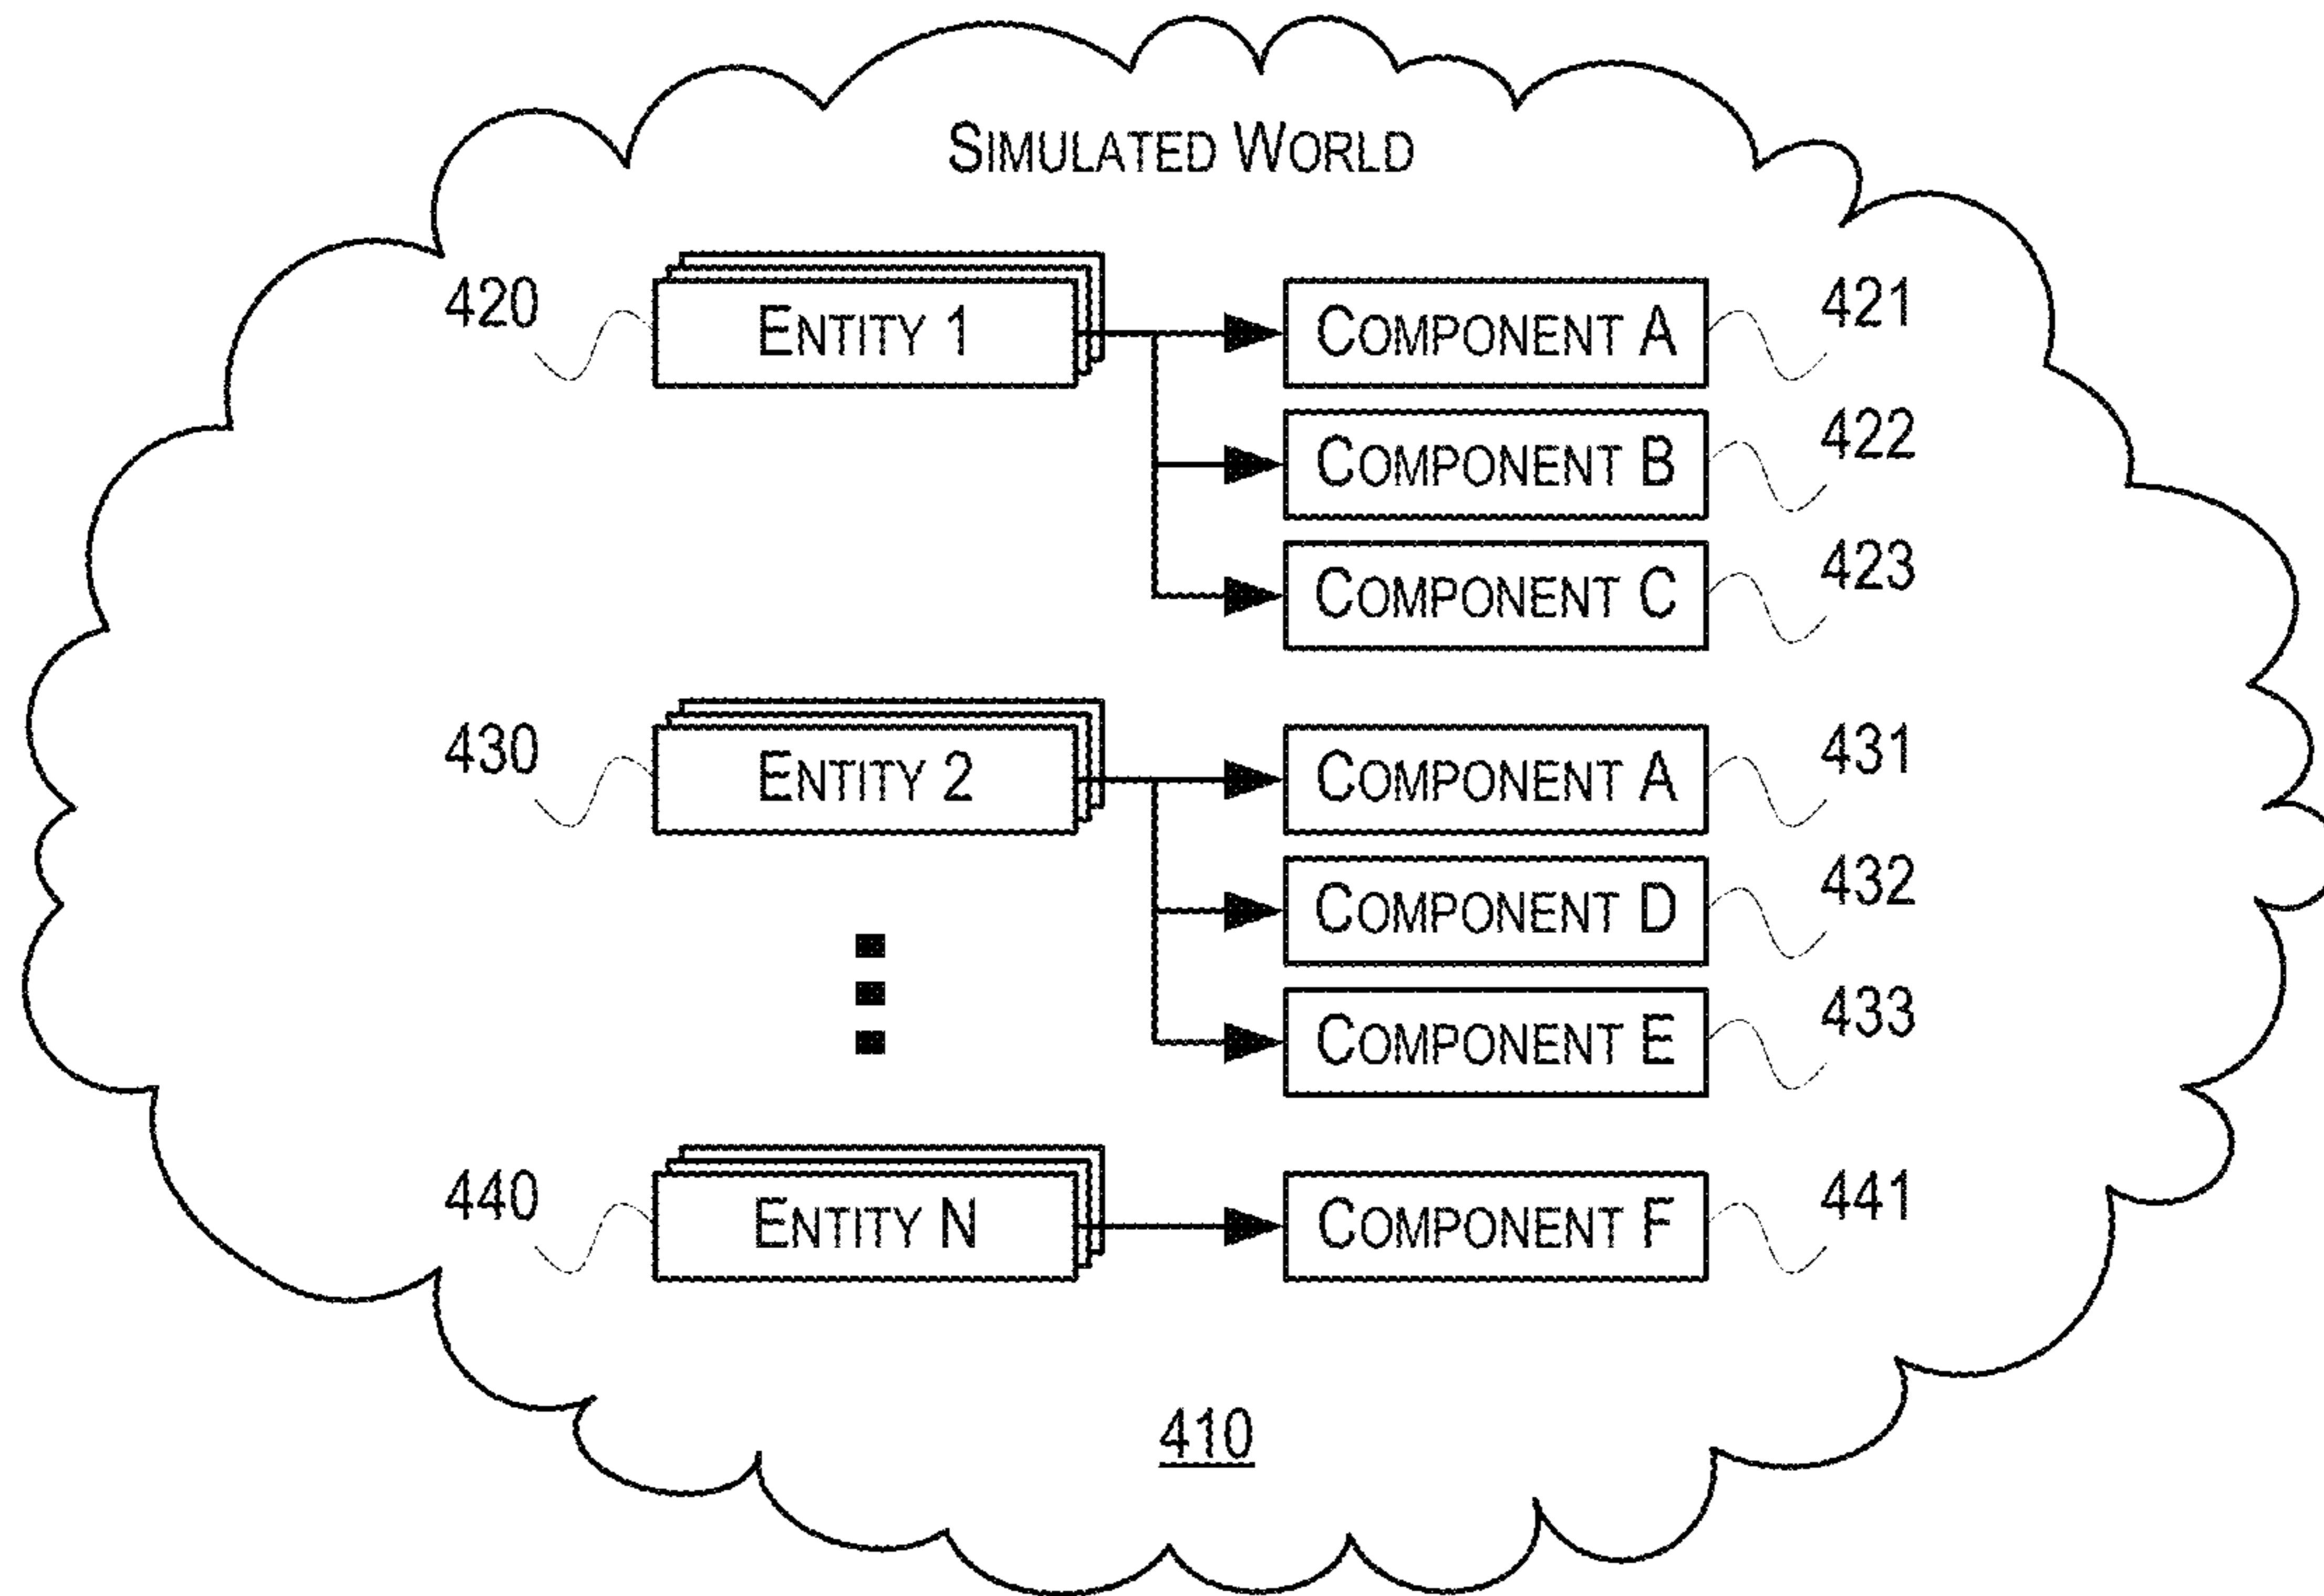 SIMULATED WORLD
420 ENTITY 1 COMPONENT A 421
COMPONENT B 422
COMPONENT C 423
430 ENTITY 2 COMPONENT A 431
COMPONENT D 432
COMPONENT E 433
440 ENTITY N COMPONENT F 441
410